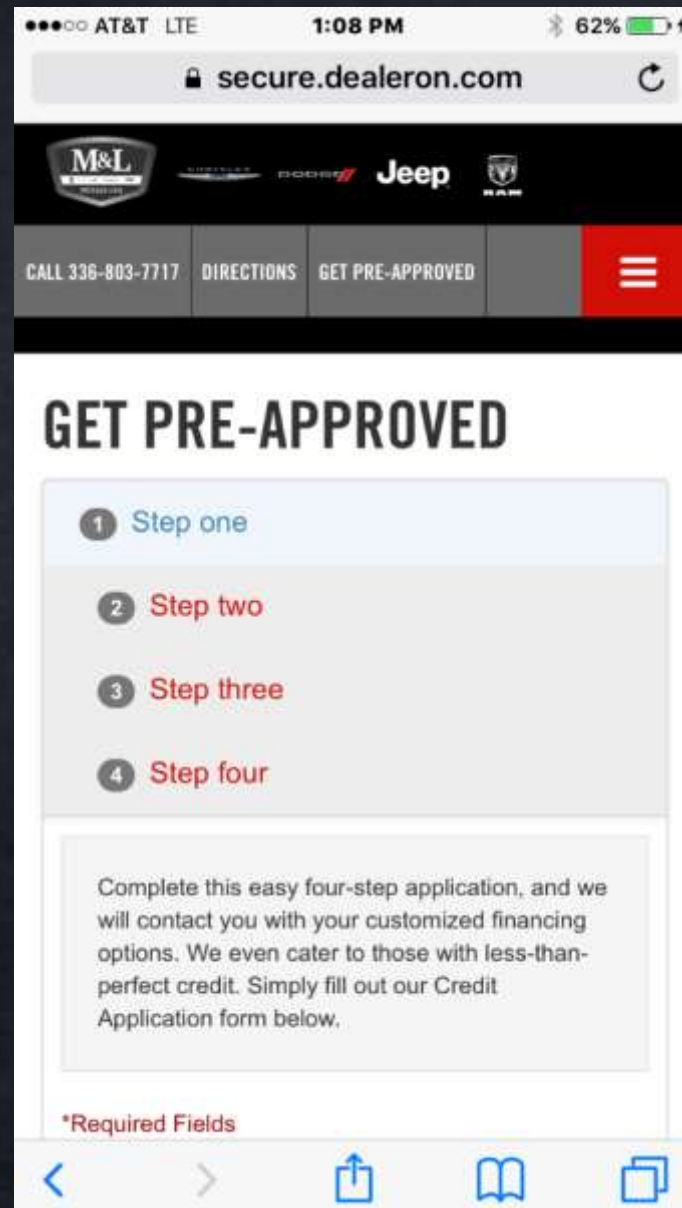 AT&T LTE 1:08 PM 62%
secure.dealeron.com
M&L
CHRYSLER DODGE Jeep RAM
CALL 336-803-7717 DIRECTIONS GET PRE-APPROVED
GET PRE-APPROVED
1 Step one
2 Step two
3 Step three
4 Step four
Complete this easy four-step application, and we
will contact you with your customized financing
options. We even cater to those with less-than-
perfect credit. Simply fill out our Credit
Application form below.
*Required Fields